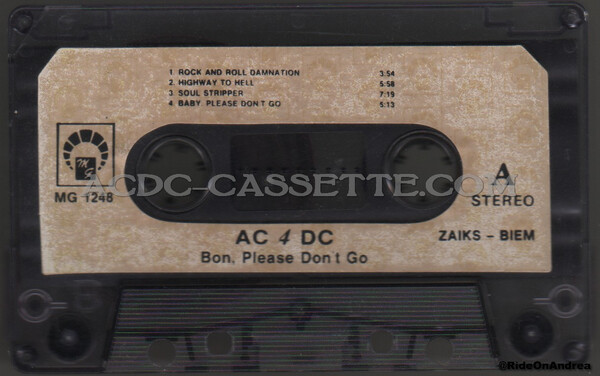 1. ROCK AND ROLL DAMNATION 3:54
2. HIGHWAY TO HELL 5:58
3. SOUL STRIPPER 7:19
4. BABY, PLEASE DON'T GO 5:13
MG
MG 1248
ACDC-CASSETTE.COM
A
STEREO
AC 4 DC
ZAIKS - BIEM
Bon, Please Don't Go
@RideOnAndrea